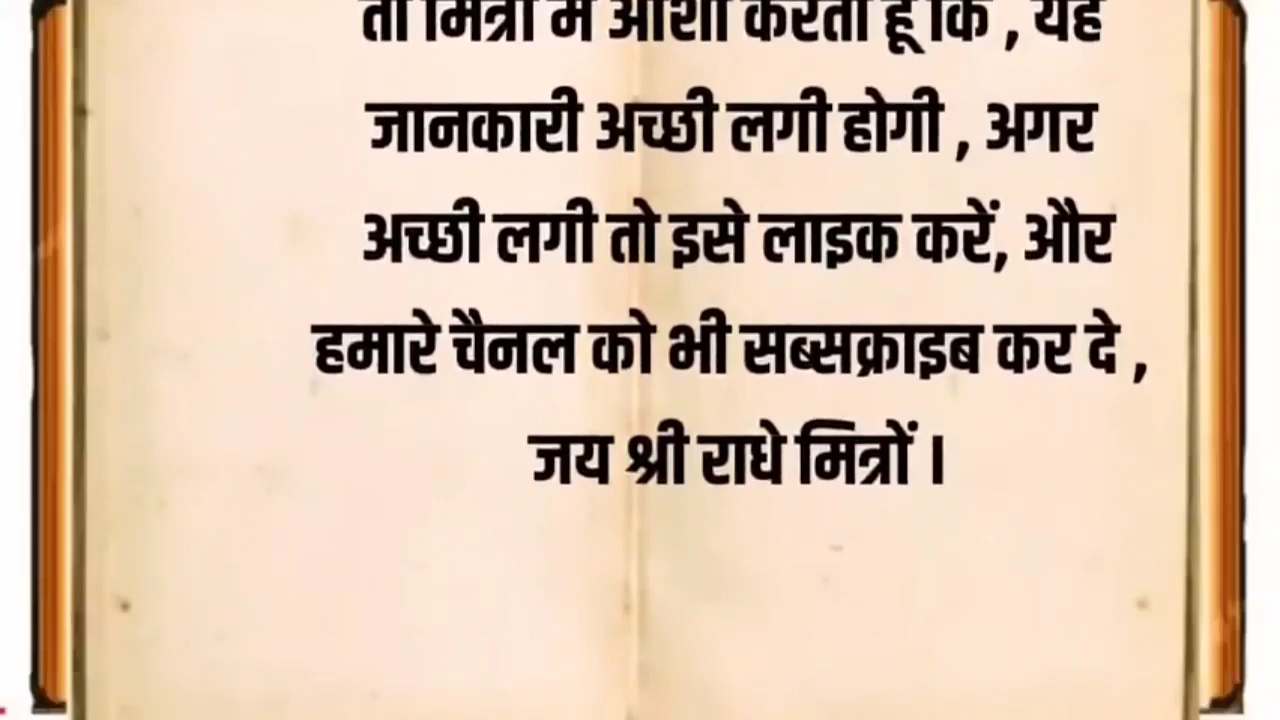 तो मित्रों में आशा करता हूँ कि , यह
जानकारी अच्छी लगी होगी , अगर
अच्छी लगी तो इसे लाइक करें, और
हमारे चैनल को भी सब्सक्राइब कर दे ,
जय श्री राधे मित्रों ।